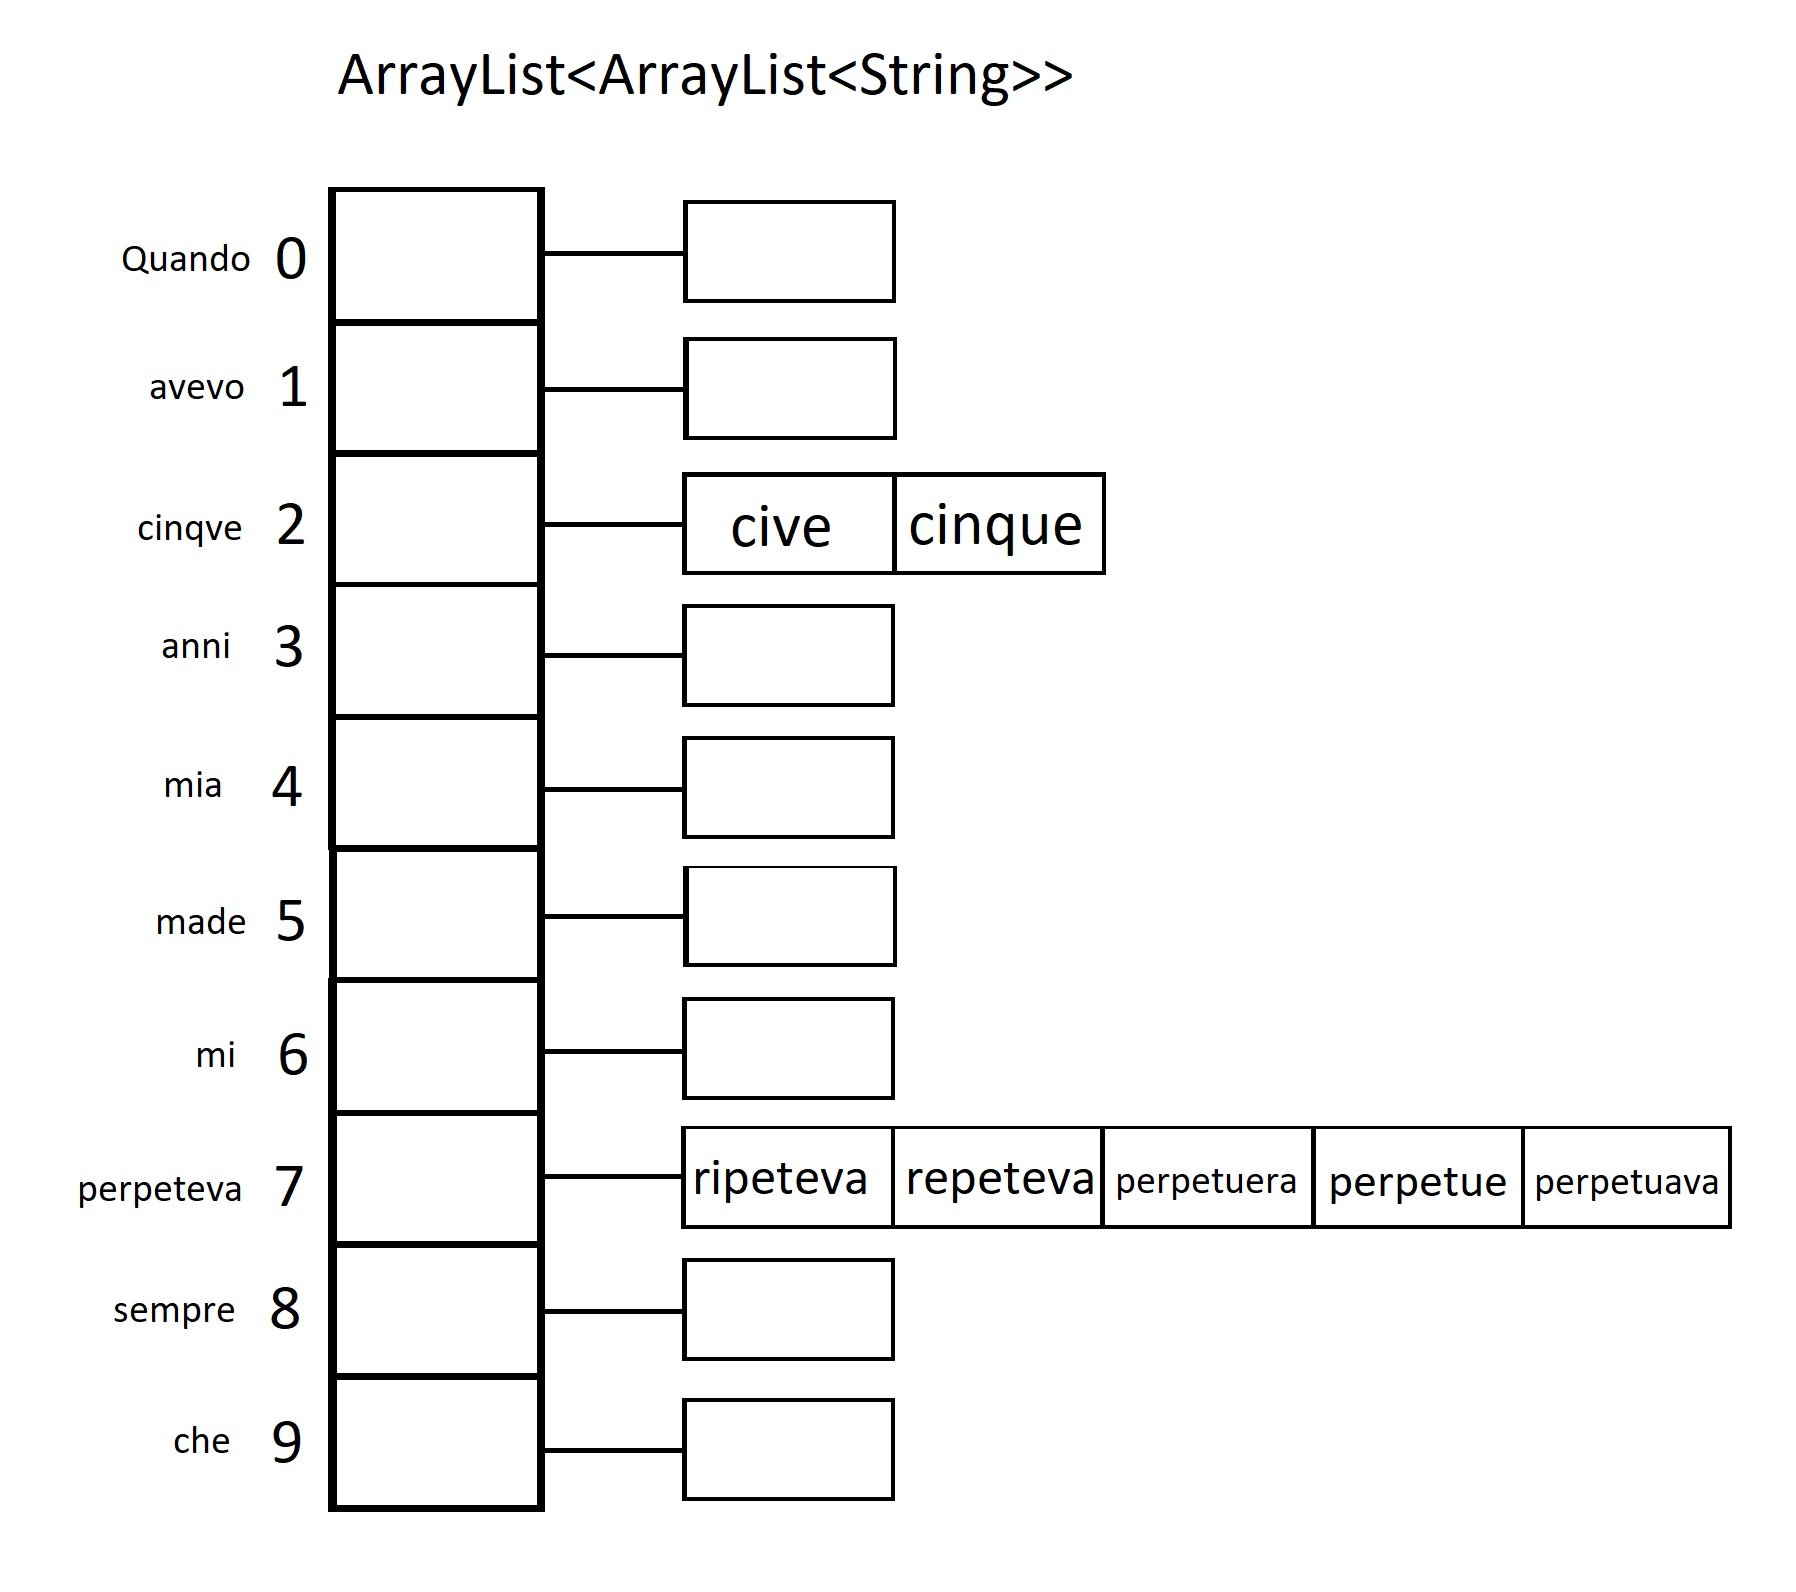 ArrayList<ArrayList<String>>
Quando 0
avevo 1
cinqve 2 cive cinque
anni 3
mia 4
made 5
mi 6
perpeteva 7 ripeteva repeteva perpetuera perpetue perpetuava
sempre 8
che 9